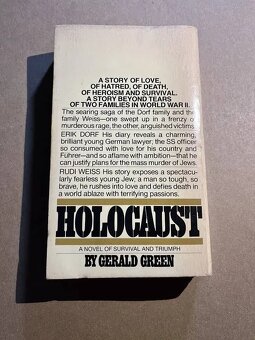 A STORY OF LOVE,
OF HATRED, OF DEATH,
OF HEROISM AND SURVIVAL.
A STORY BEYOND TEARS
OF TWO FAMILIES IN WORLD WAR II.
The searing saga of the Dorf family and the
family Weiss—one swept up in a frenzy of
murderous rage, the other, anguished victims.
ERIK DORF His diary reveals a charming,
brilliant young German lawyer; the SS officer
so consumed with love for his country and
Führer—and so aflame with ambition—that he
can justify plans for the mass murder of Jews.
RUDI WEISS His story exposes a spectacu-
larly fearless young Jew; a man so tough, so
brave, he rushes into love and defies death in
a world ablaze with terrifying passions.
HOLOCAUST
A NOVEL OF SURVIVAL AND TRIUMPH
BY GERALD GREEN